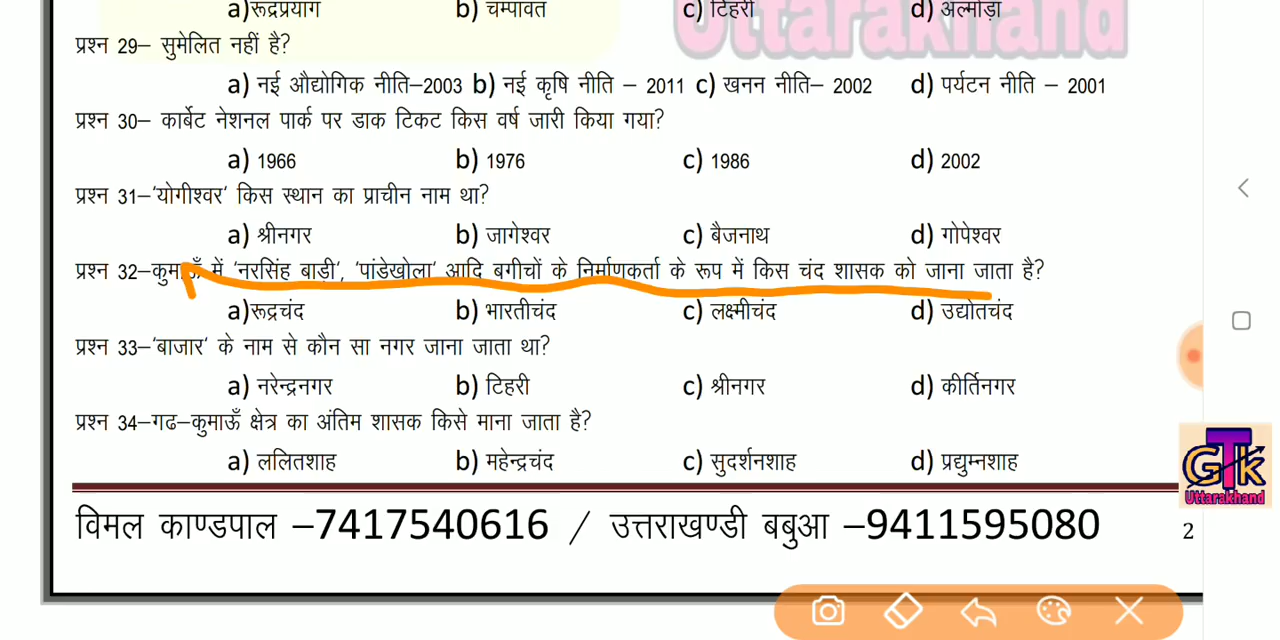 a)रूद्रप्रयाग b) चम्पावत c) टिहरी d) अल्मोड़ा
Uttarakhand
प्रश्न 29– सुमेलित नहीं है?
a) नई औद्योगिक नीति–2003 b) नई कृषि नीति – 2011 c) खनन नीति– 2002 d) पर्यटन नीति – 2001
प्रश्न 30– कार्बेट नेशनल पार्क पर डाक टिकट किस वर्ष जारी किया गया?
a) 1966 b) 1976 c) 1986 d) 2002
प्रश्न 31–'योगीश्वर' किस स्थान का प्राचीन नाम था?
a) श्रीनगर b) जागेश्वर c) बैजनाथ d) गोपेश्वर
प्रश्न 32–कुमाऊँ में 'नरसिंह बाड़ी', 'पांडेखोला' आदि बगीचों के निर्माणकर्ता के रूप में किस चंद शासक को जाना जाता है?
a)रूद्रचंद b) भारतीचंद c) लक्ष्मीचंद d) उद्योतचंद
प्रश्न 33–'बाजार' के नाम से कौन सा नगर जाना जाता था?
a) नरेन्द्रनगर b) टिहरी c) श्रीनगर d) कीर्तिनगर
प्रश्न 34–गढ–कुमाऊँ क्षेत्र का अंतिम शासक किसे माना जाता है?
a) ललितशाह b) महेन्द्रचंद c) सुदर्शनशाह d) प्रद्युम्नशाह
GTK
Uttarakhand
विमल काण्डपाल –7417540616 / उत्तराखण्डी बबुआ –9411595080 2